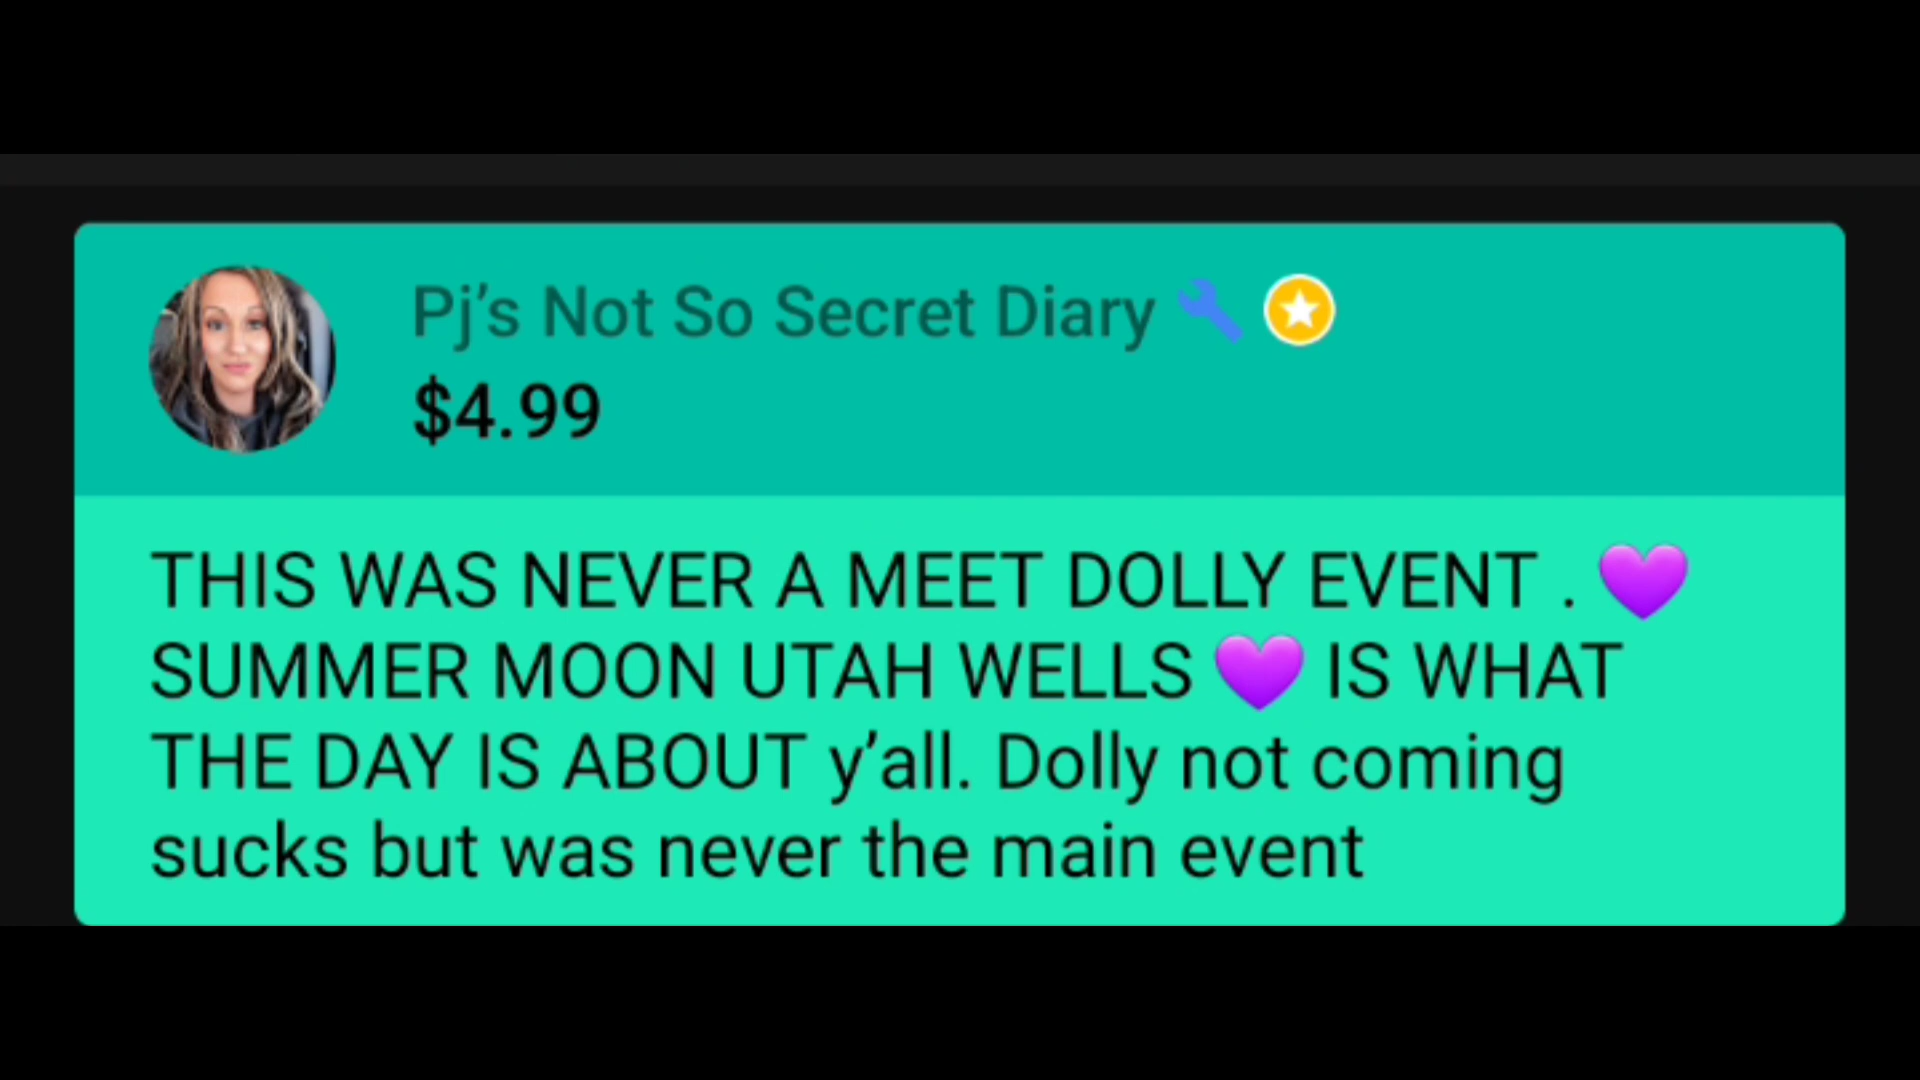 Pj’s Not So Secret Diary
$4.99
THIS WAS NEVER A MEET DOLLY EVENT . 💜
SUMMER MOON UTAH WELLS 💜 IS WHAT
THE DAY IS ABOUT y’all. Dolly not coming
sucks but was never the main event